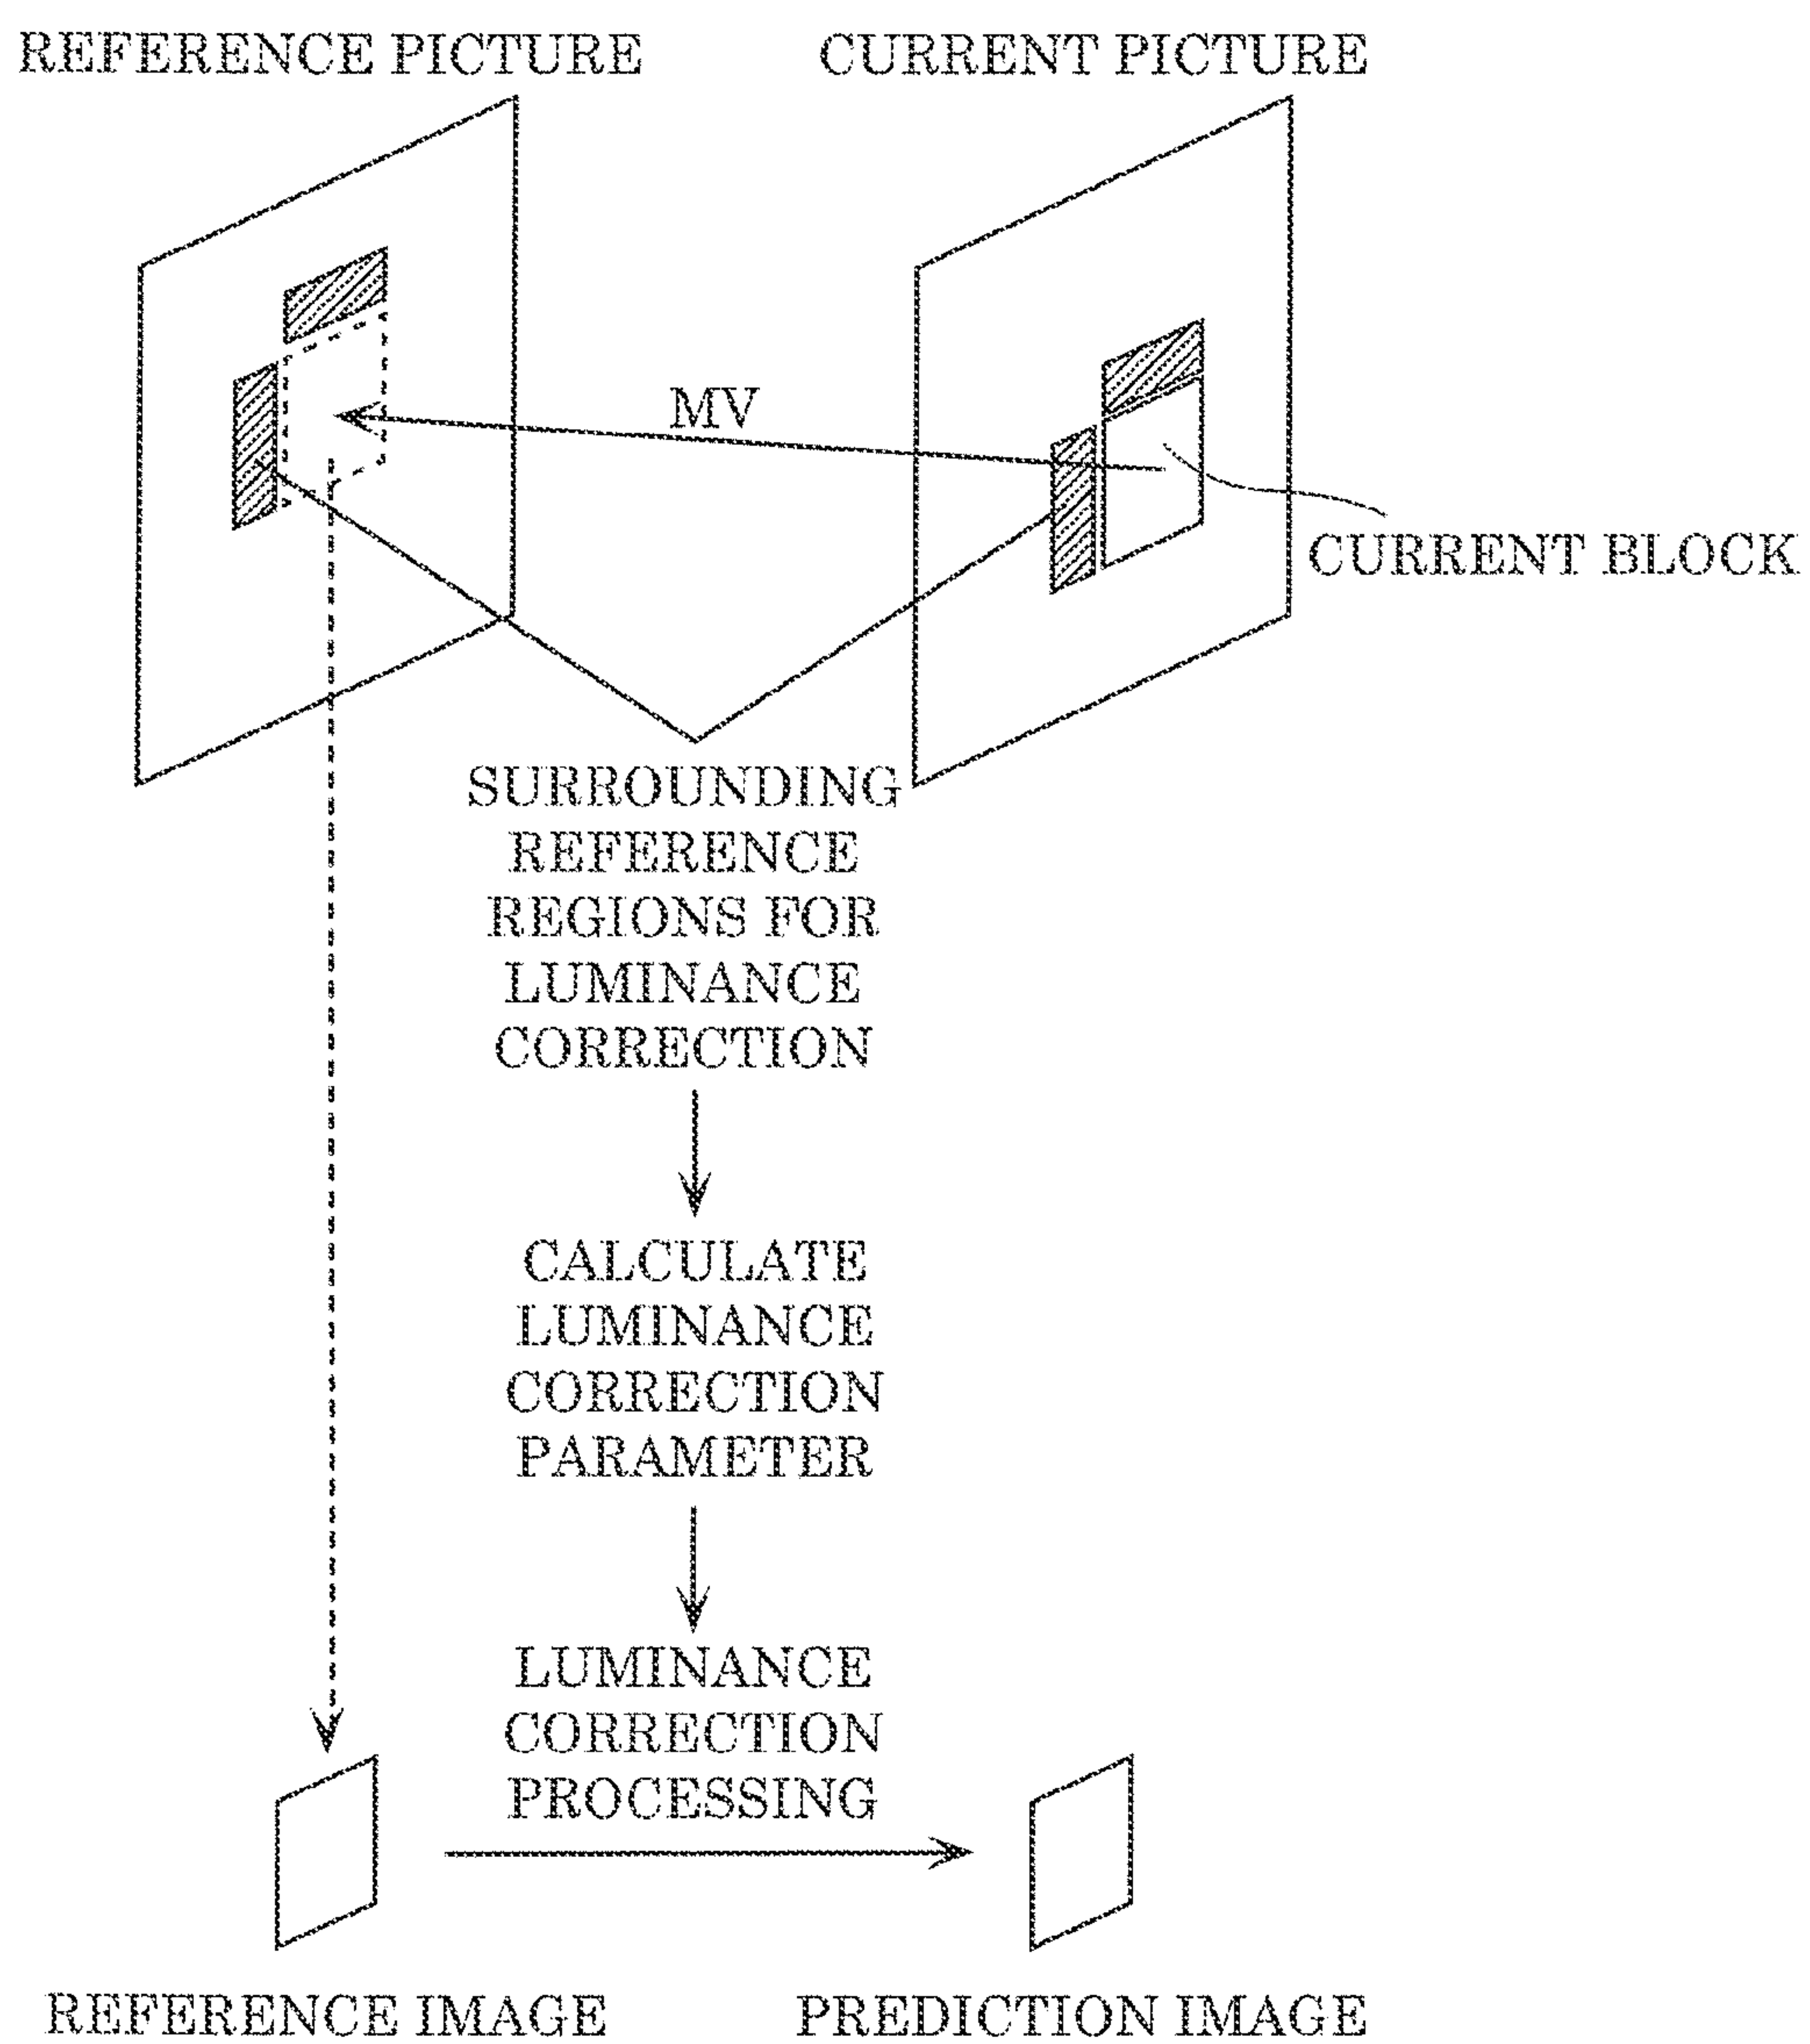 REFERENCE PICTURE
CURRENT PICTURE
MV
CURRENT BLOCK
SURROUNDING
REFERENCE
REGIONS FOR
LUMINANCE
CORRECTION
CALCULATE
LUMINANCE
CORRECTION
PARAMETER
LUMINANCE
CORRECTION
PROCESSING
REFERENCE IMAGE
PREDICTION IMAGE